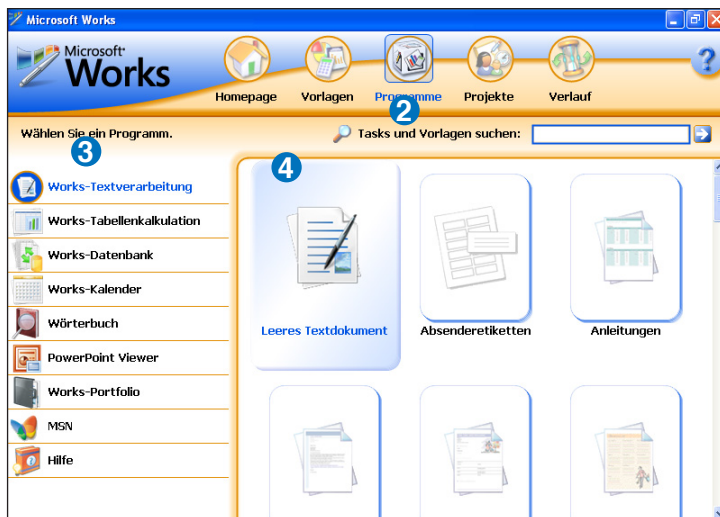 Microsoft Works
Microsoft
Works
?
Homepage
Vorlagen
Programme
Projekte
Verlauf
2
Wählen Sie ein Programm.
Tasks und Vorlagen suchen:
3
4
Works-Textverarbeitung
Works-Tabellenkalkulation
Works-Datenbank
Works-Kalender
Wörterbuch
PowerPoint Viewer
Works-Portfolio
MSN
Hilfe
Leeres Textdokument
Absenderetiketten
Anleitungen